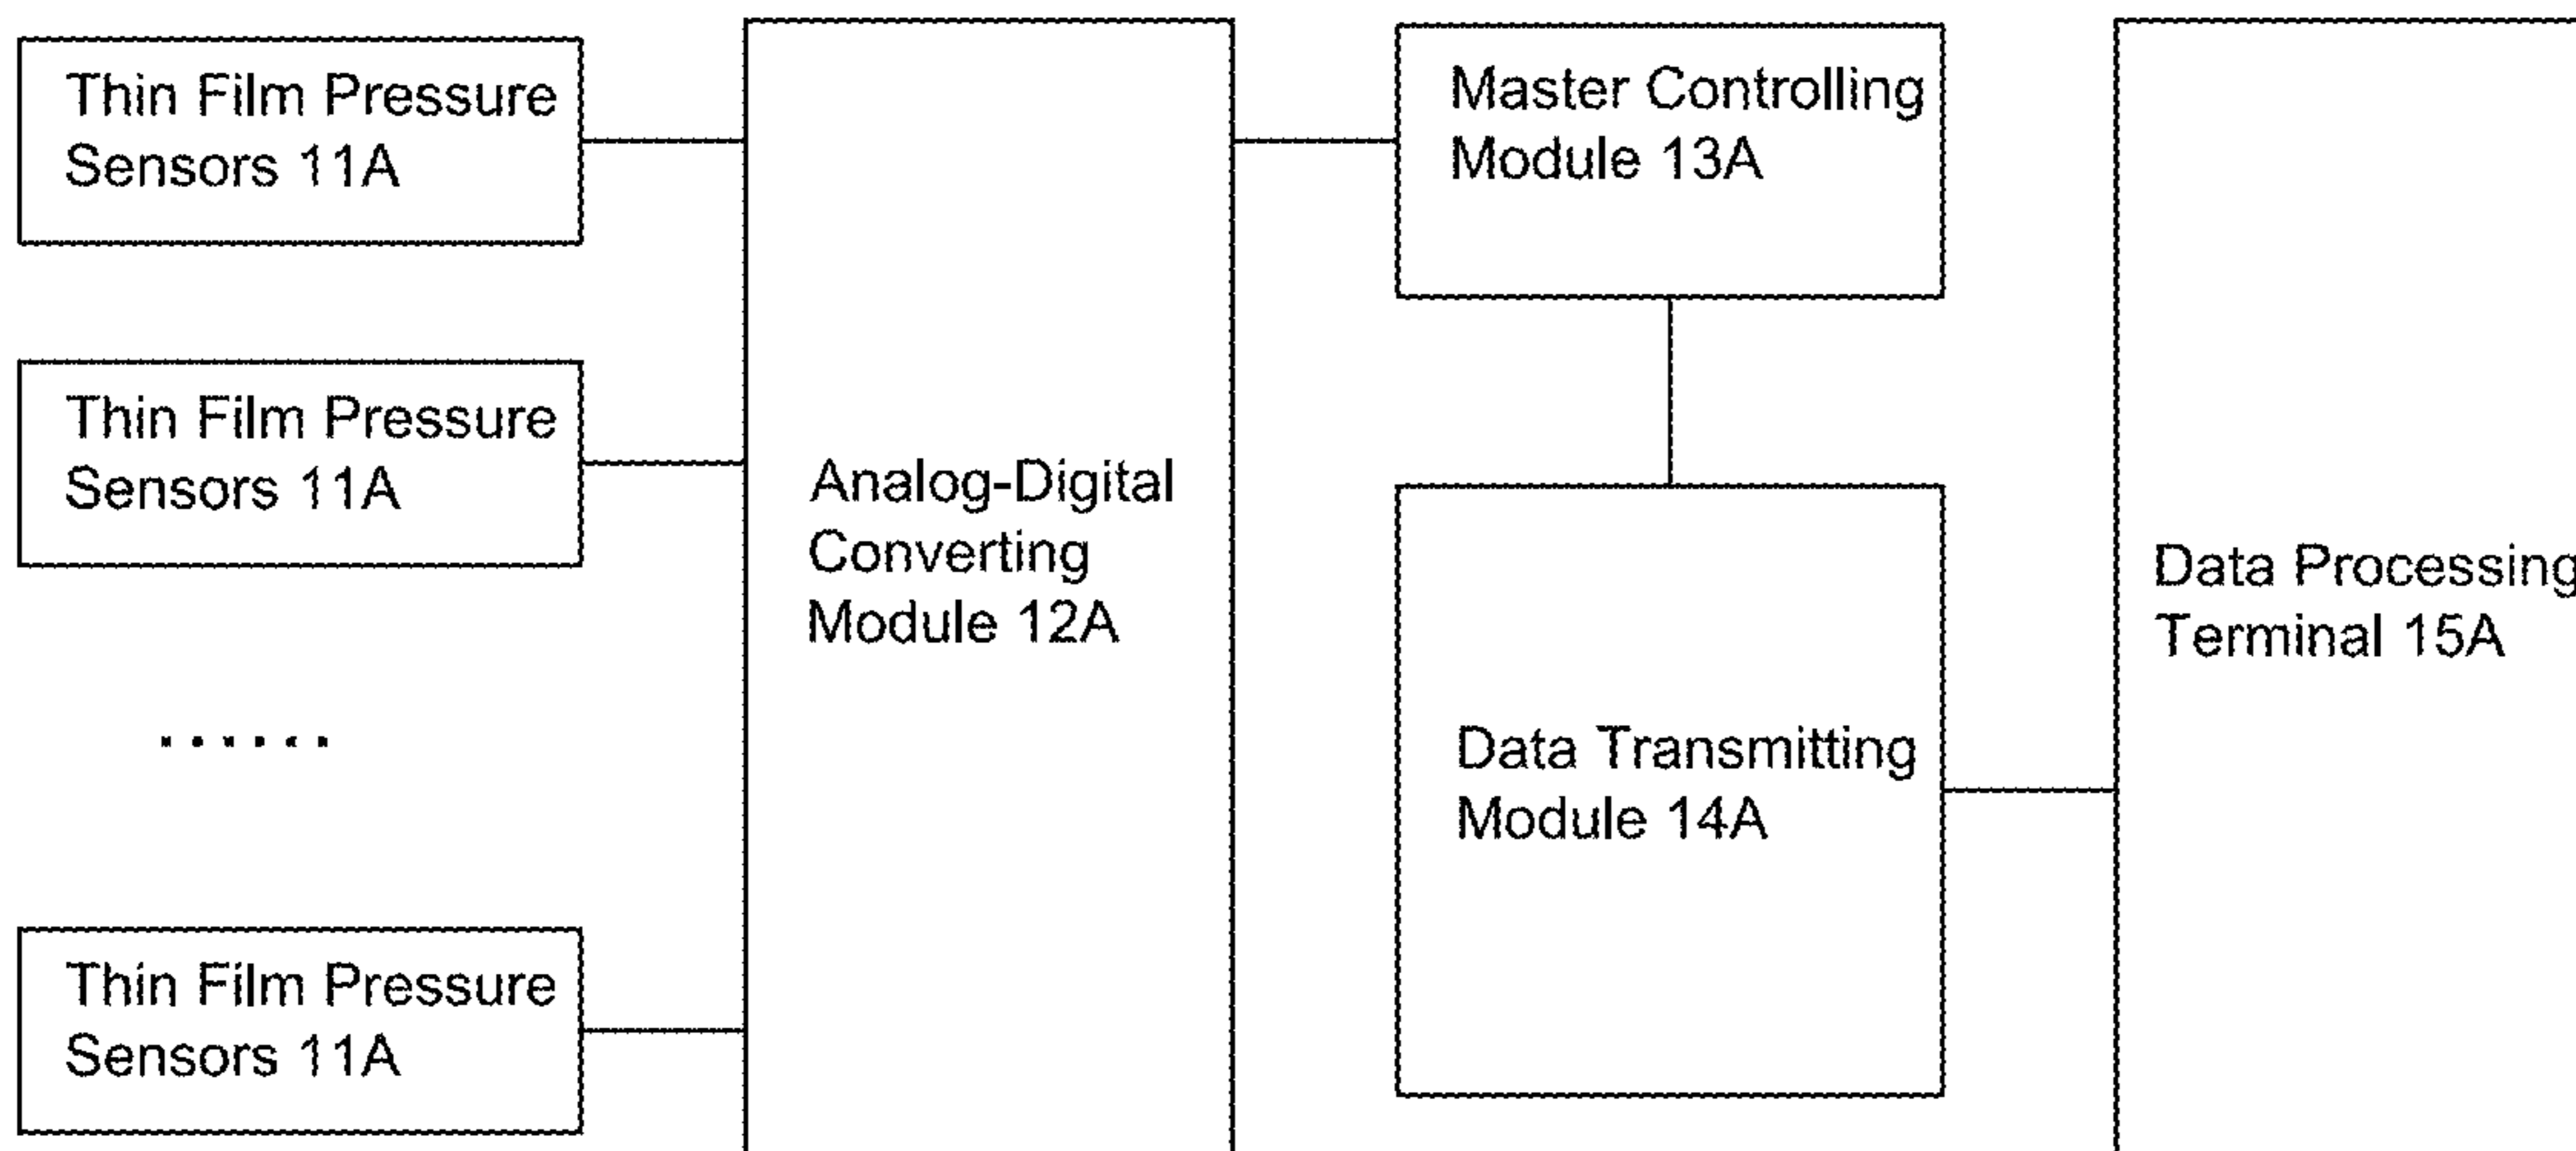 Thin Film Pressure
Sensors 11A
Thin Film Pressure
Sensors 11A
......
Thin Film Pressure
Sensors 11A
Analog-Digital
Converting
Module 12A
Master Controlling
Module 13A
Data Transmitting
Module 14A
Data Processing
Terminal 15A